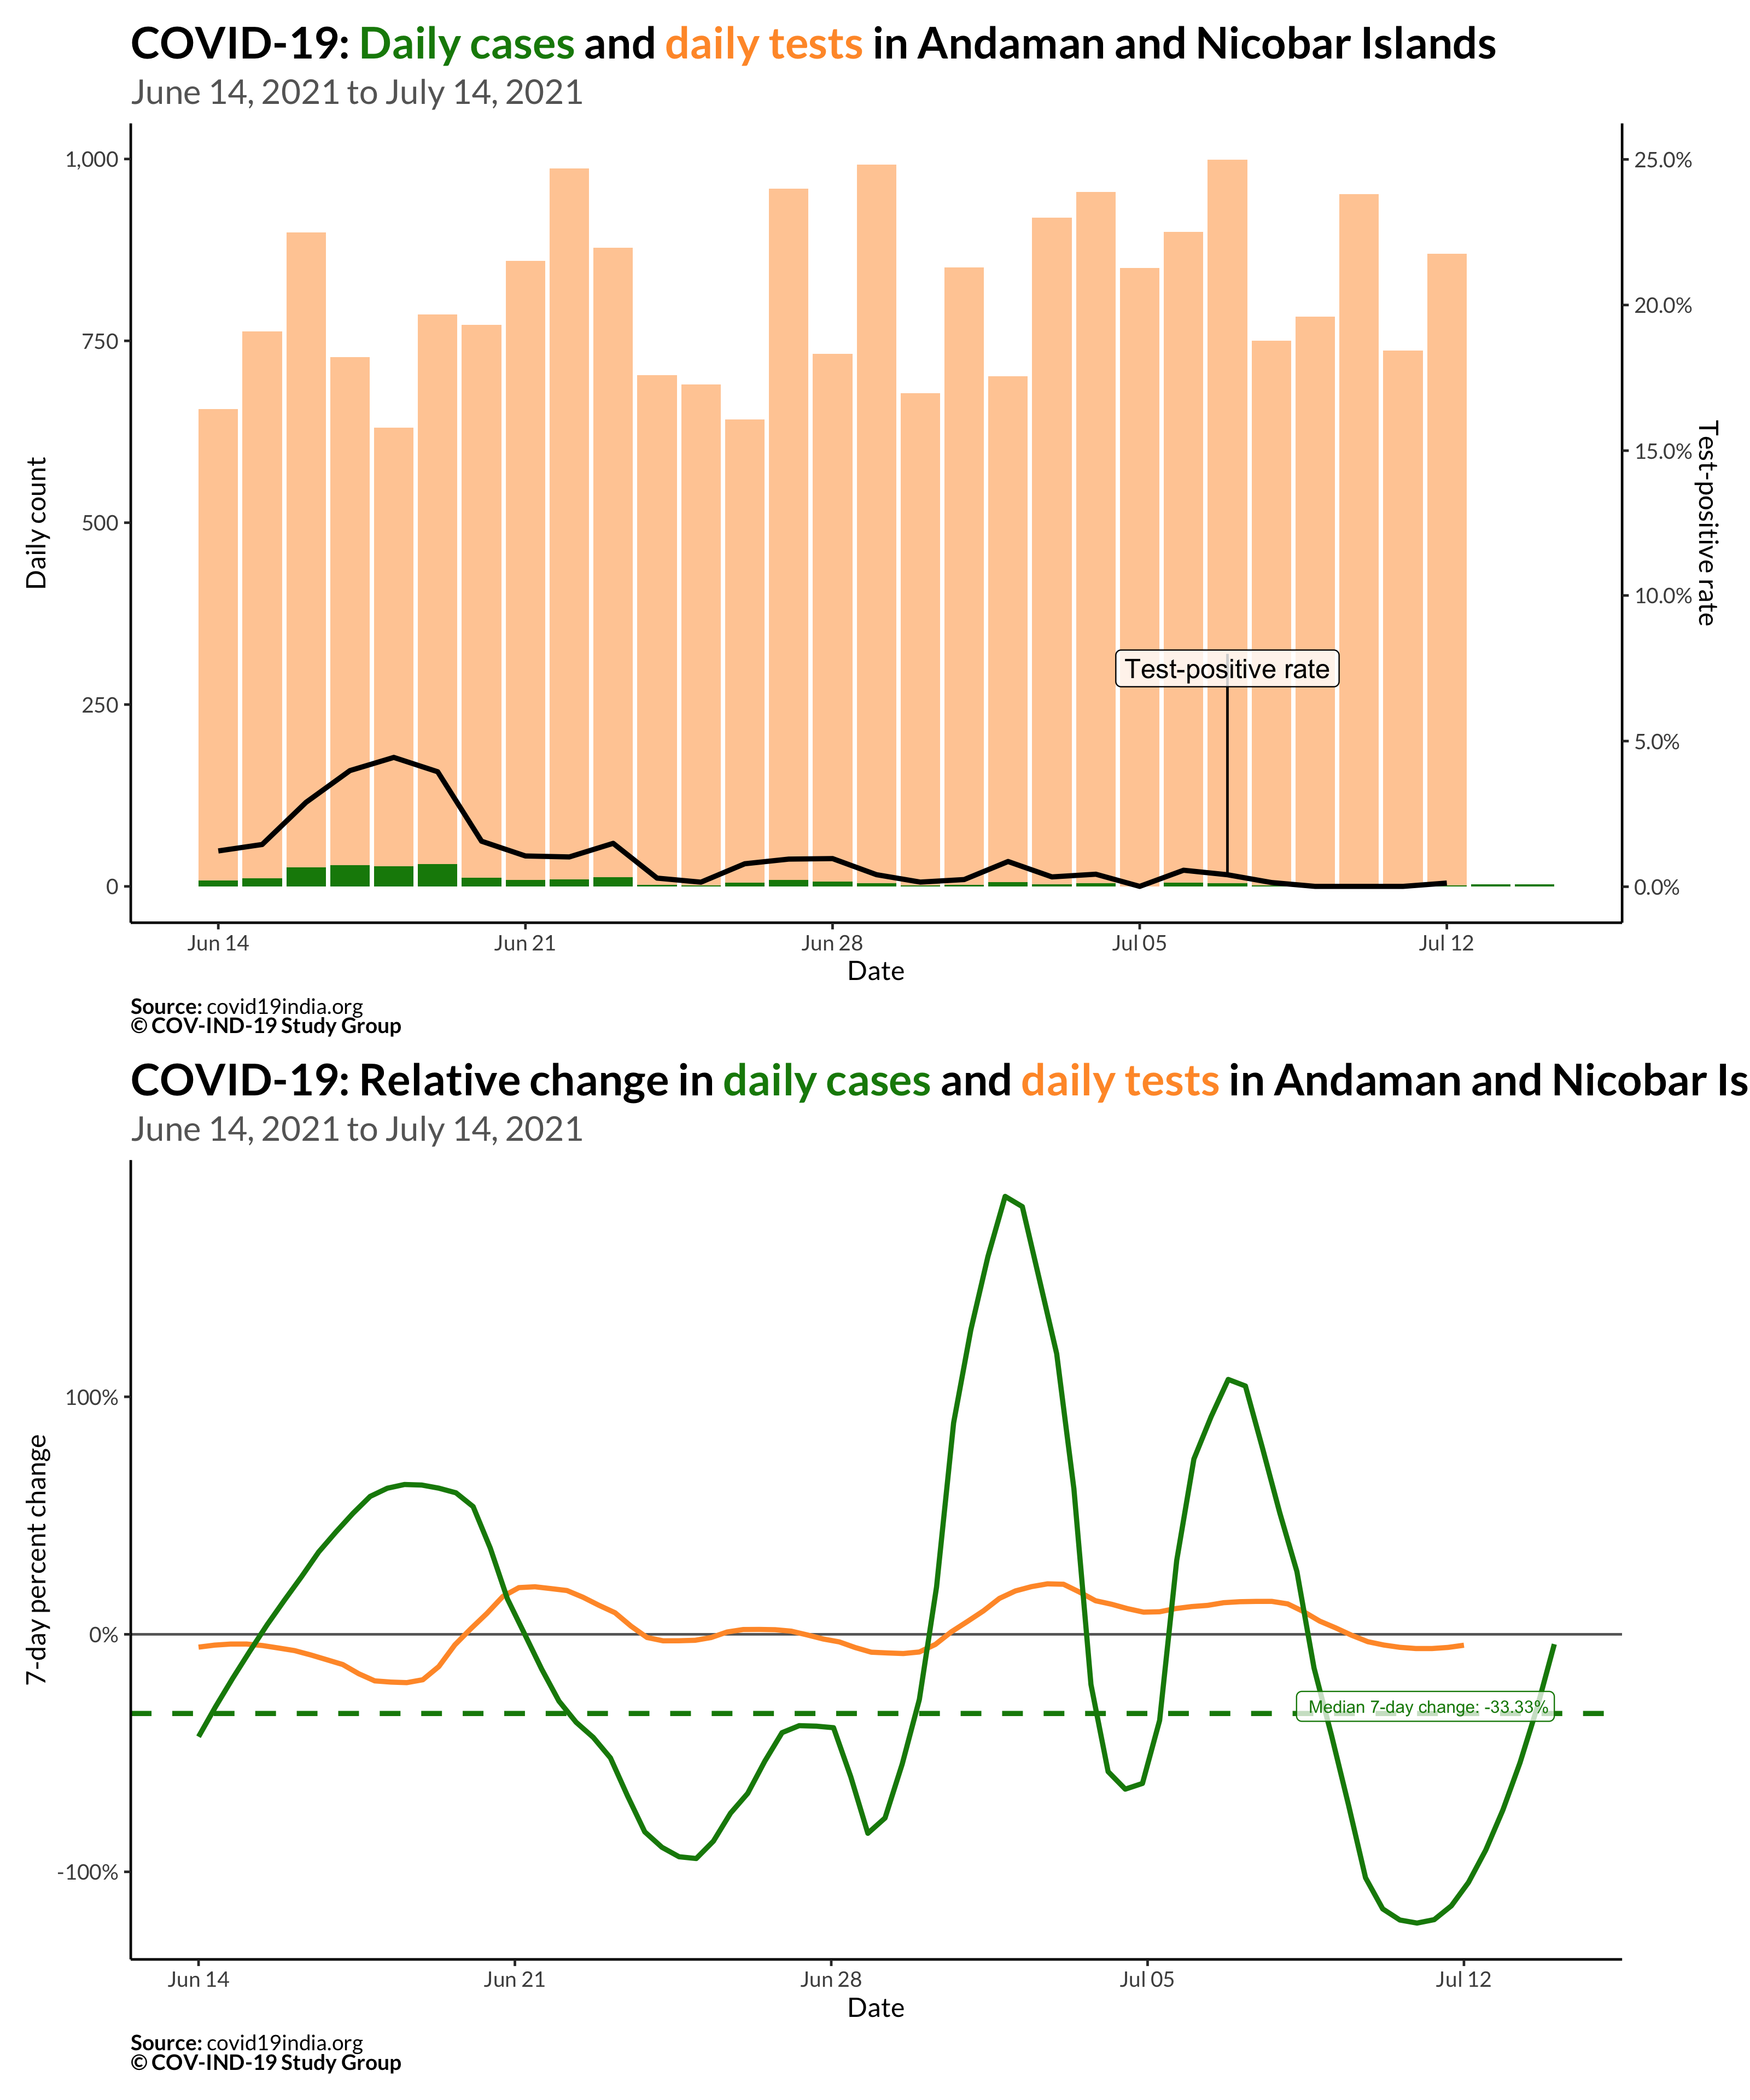 COVID-19: Daily cases and daily tests in Andaman and Nicobar Islands
June 14, 2021 to July 14, 2021
1,000
750
500
250
0
Daily count
25.0%
20.0%
15.0%
10.0%
5.0%
0.0%
Test-positive rate
Test-positive rate
Jun 14
Jun 21
Jun 28
Jul 05
Jul 12
Date
Source: covid19india.org
© COV-IND-19 Study Group
COVID-19: Relative change in daily cases and daily tests in Andaman and Nicobar Is
June 14, 2021 to July 14, 2021
100%
0%
-100%
7-day percent change
Median 7-day change: -33.33%
Jun 14
Jun 21
Jun 28
Jul 05
Jul 12
Date
Source: covid19india.org
© COV-IND-19 Study Group